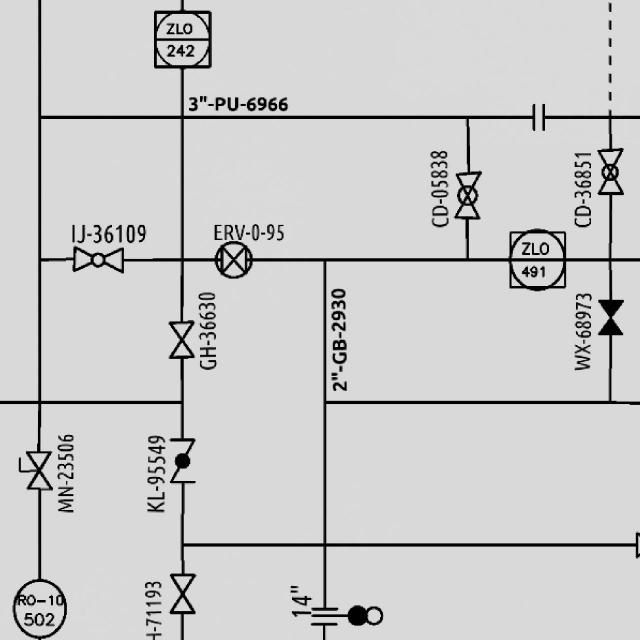 ZLO
242
3"-PU-6966
CD-05838
CD-36851
IJ-36109
ERV-0-95
ZLO
491
GH-36630
2"-GB-2930
WX-68973
MN-23506
KL-95549
RO-10
502
H-71193
14"